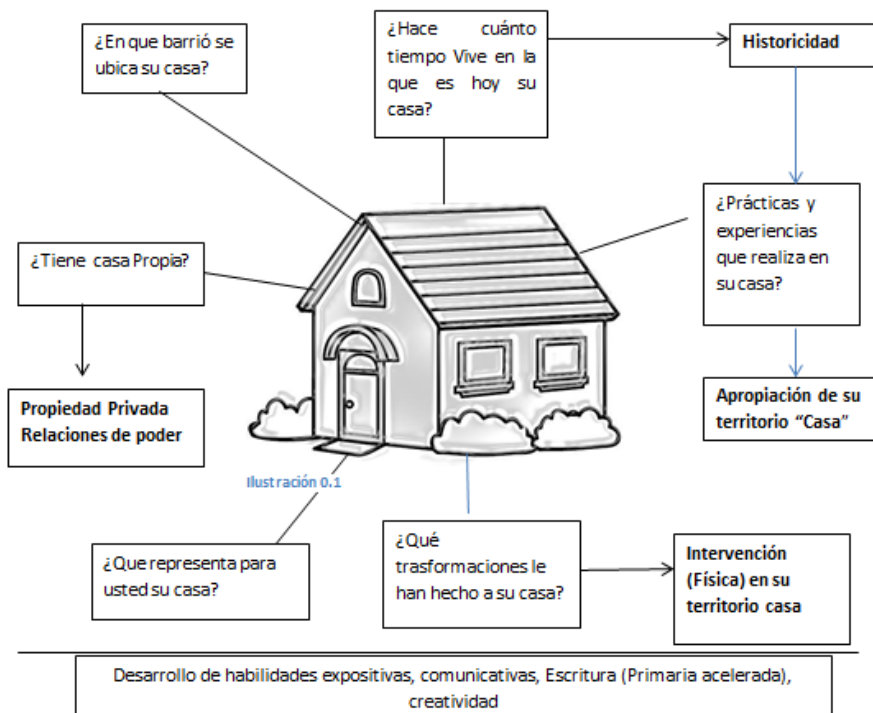 ¿En que barrió se
ubica su casa?
¿Hace cuánto
tiempo Vive en la
que es hoy su
casa?
Historicidad
¿Prácticas y
experiencias
que realiza en
su casa?
¿Tiene casa Propia?
Propiedad Privada
Relaciones de poder
Apropiación de su
territorio “Casa”
Ilustración 0.1
¿Que representa para
usted su casa?
¿Qué
trasformaciones le
han hecho a su casa?
Intervención
(Física) en su
territorio casa
Desarrollo de habilidades expositivas, comunicativas, Escritura (Primaria acelerada),
creatividad